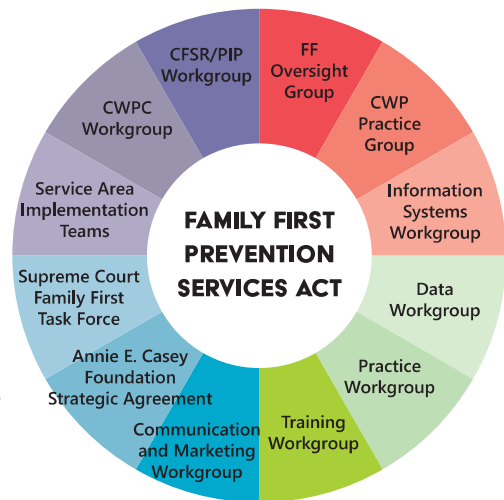 FF
Oversight
Group
CWP
Practice
Group
Information
Systems
Workgroup
Data
Workgroup
Practice
Workgroup
Training
Workgroup
Communication
and Marketing
Workgroup
Annie E. Casey
Foundation
Strategic Agreement
Supreme Court
Family First
Task Force
Service Area
Implementation
Teams
CWPC
Workgroup
CFSR/PIP
Workgroup
FAMILY FIRST
PREVENTION
SERVICES ACT